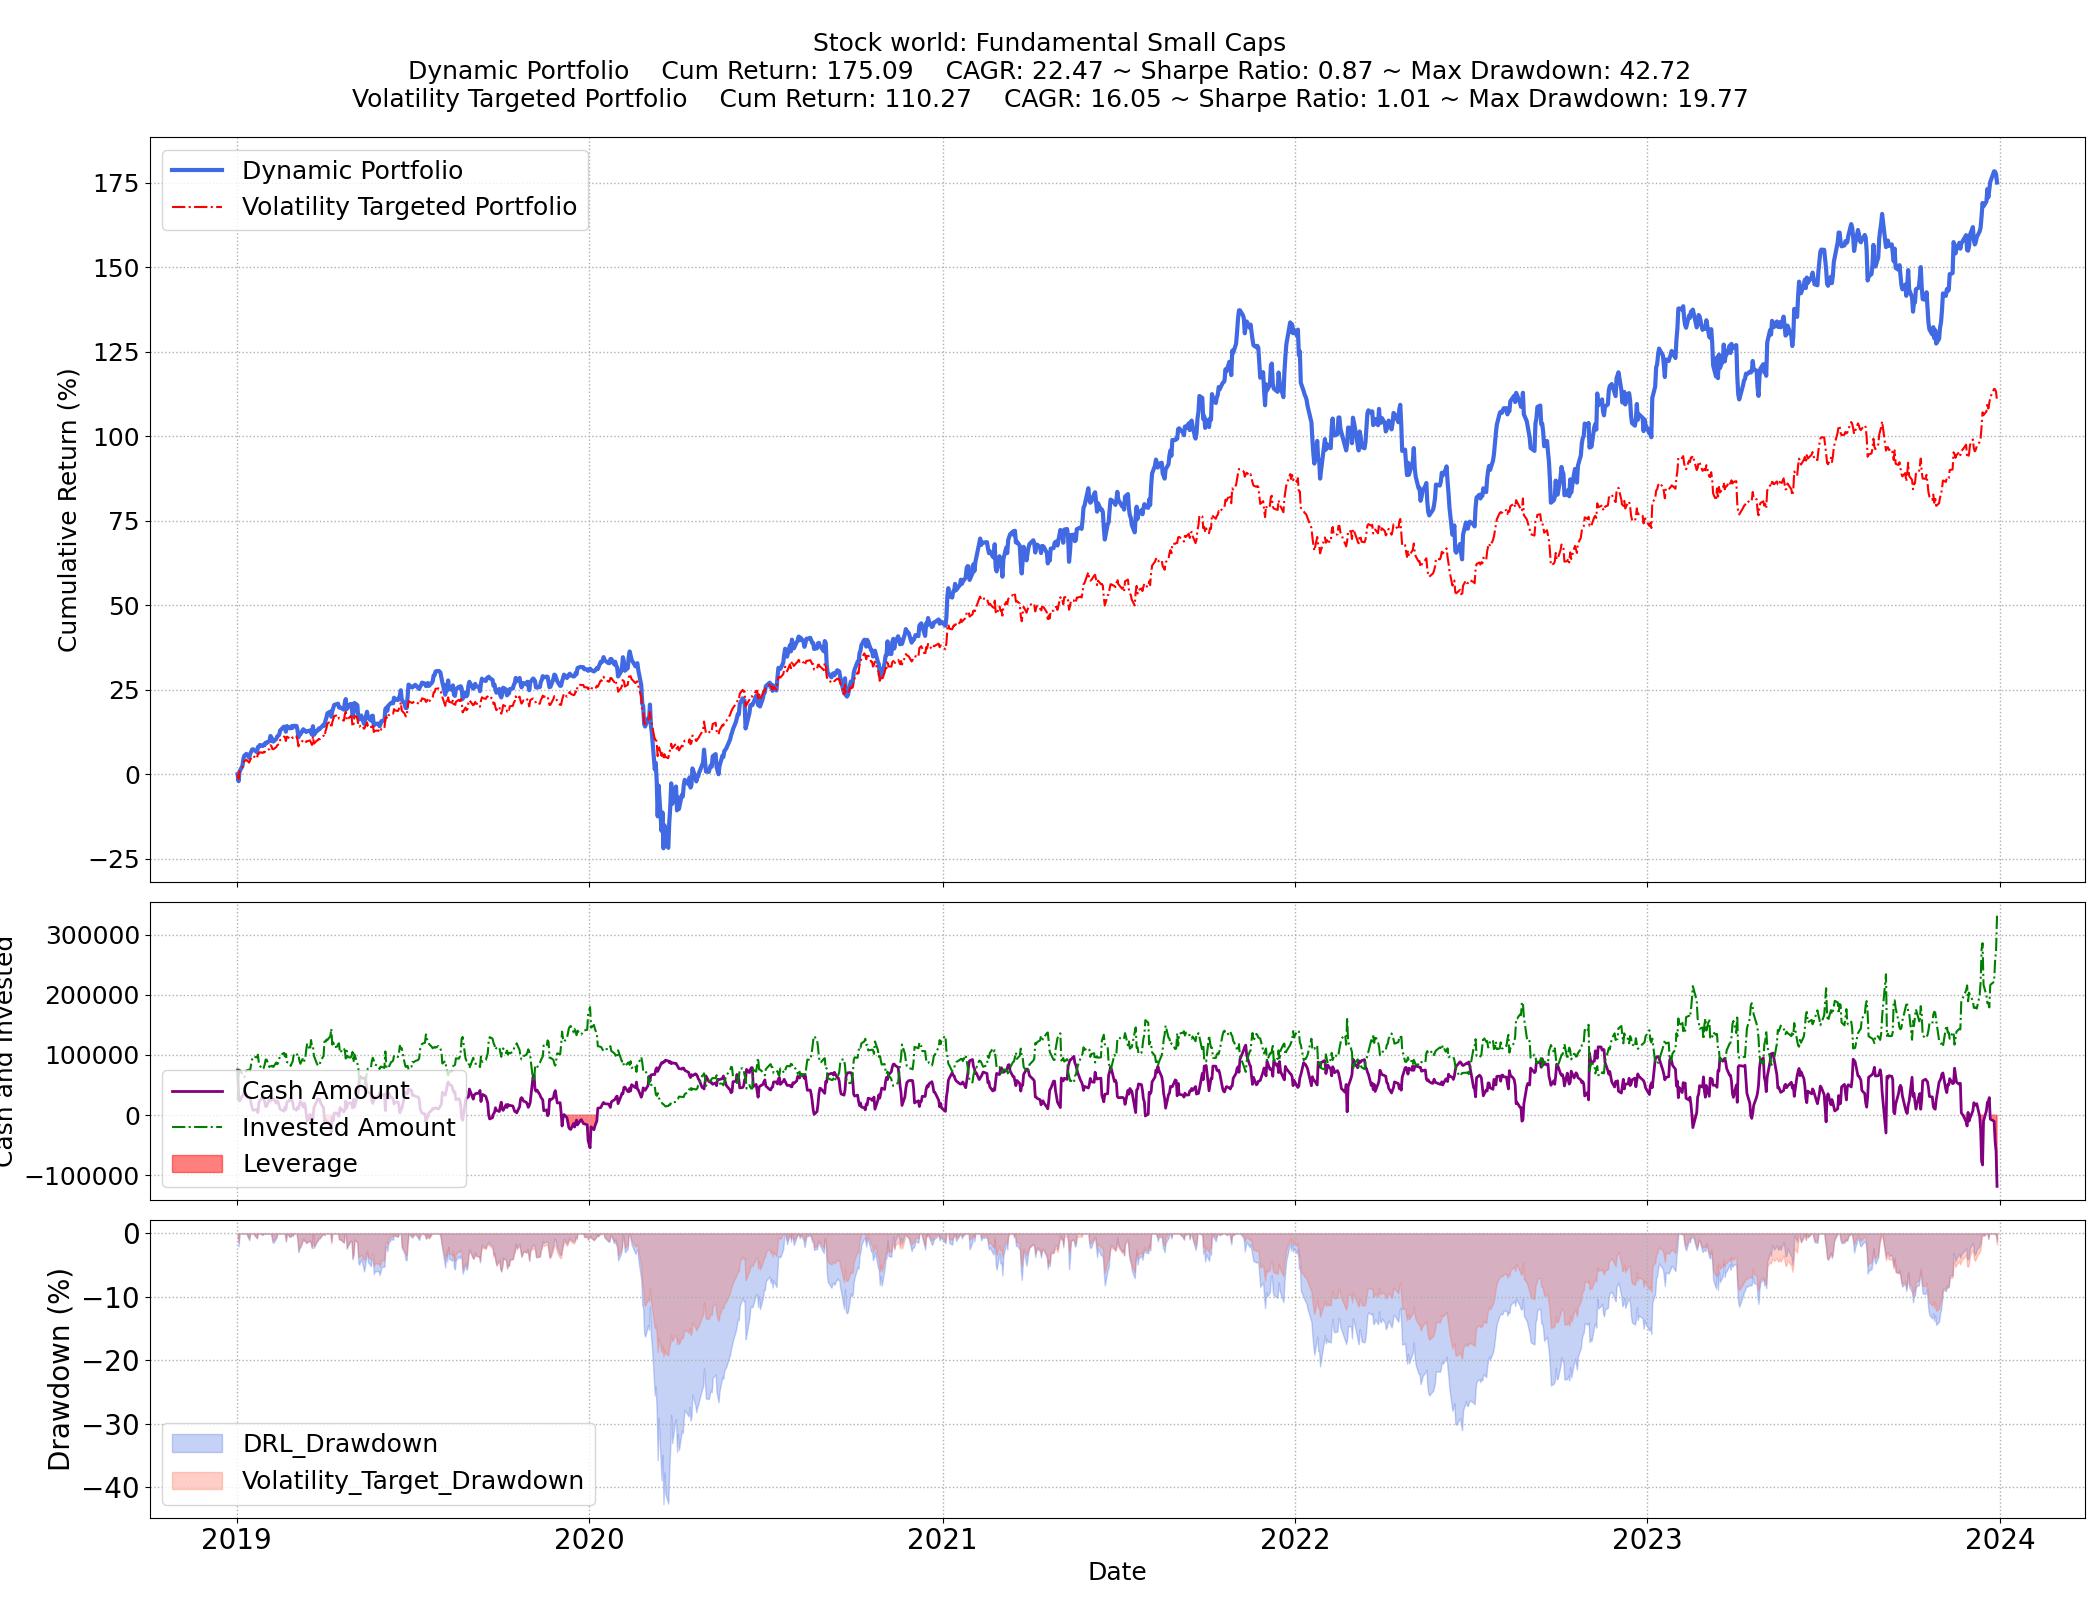 Stock world: Fundamental Small Caps
Dynamic Portfolio    Cum Return: 175.09    CAGR: 22.47 ~ Sharpe Ratio: 0.87 ~ Max Drawdown: 42.72
Volatility Targeted Portfolio    Cum Return: 110.27    CAGR: 16.05 ~ Sharpe Ratio: 1.01 ~ Max Drawdown: 19.77
Dynamic Portfolio
Volatility Targeted Portfolio
Cumulative Return (%)
175
150
125
100
75
50
25
0
−25
Cash and Invested
300000
200000
100000
0
−100000
Cash Amount
Invested Amount
Leverage
Drawdown (%)
0
−10
−20
−30
−40
DRL_Drawdown
Volatility_Target_Drawdown
2019
2020
2021
2022
2023
2024
Date